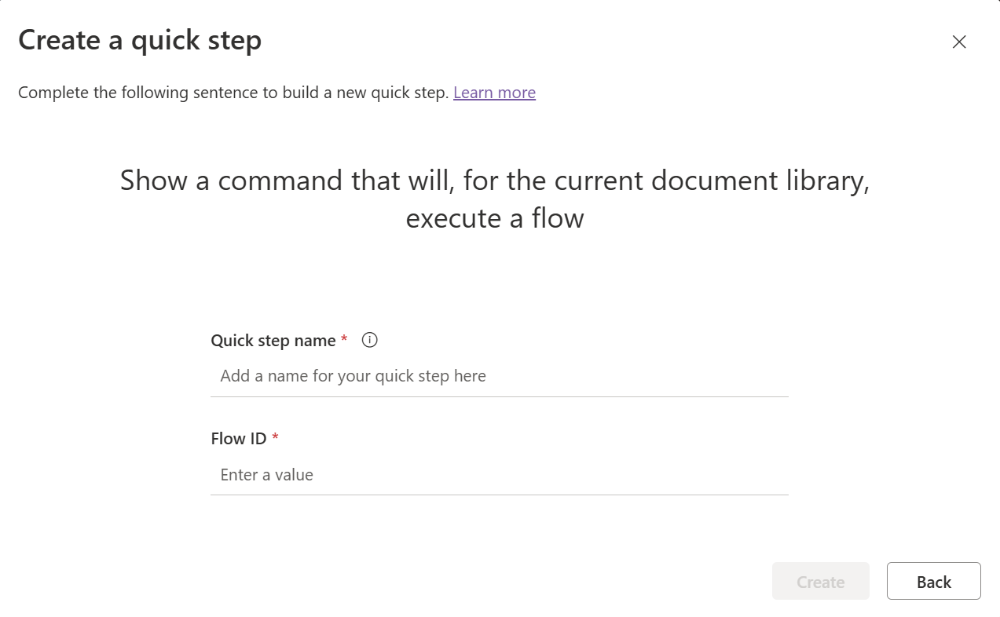 Create a quick step
Complete the following sentence to build a new quick step. Learn more
Show a command that will, for the current document library,
execute a flow
Quick step name *
Add a name for your quick step here
Flow ID *
Enter a value
Create
Back